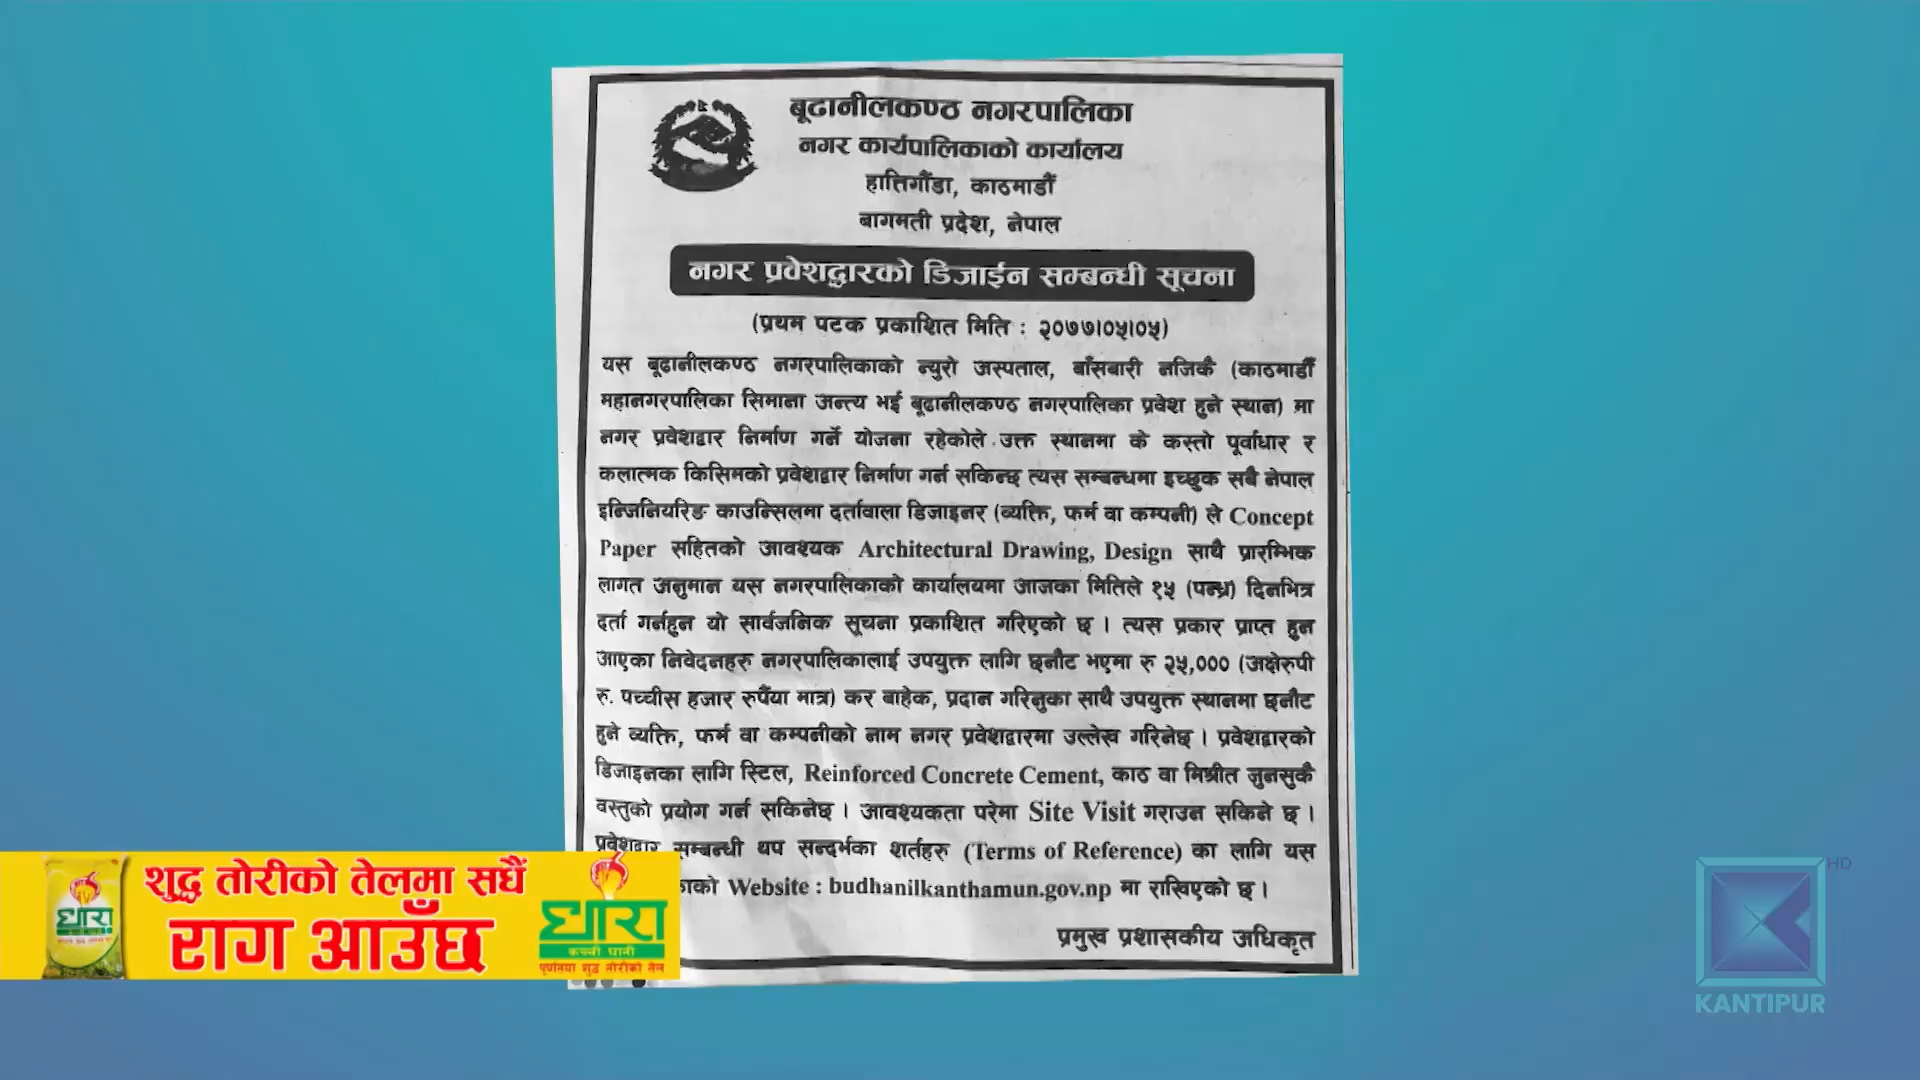 बूढानीलकण्ठ नगरपालिका
नगर कार्यपालिकाको कार्यालय
हात्तिगौंडा, काठमाडौं
बागमती प्रदेश, नेपाल
नगर प्रवेशद्वारको डिजाईन सम्बन्धी सूचना
(प्रथम पटक प्रकाशित मिति : २०७७।०५।०५)
यस बूढानीलकण्ठ नगरपालिकाको न्युरो अस्पताल, बाँसबारी नजिकै (काठमाडौँ
महानगरपालिका सिमाना अन्त्य भई बूढानीलकण्ठ नगरपालिका प्रवेश हुने स्थान) मा
नगर प्रवेशद्वार निर्माण गर्ने योजना रहेकोले उक्त स्थानमा के कस्तो पूर्वाधार र
कलात्मक किसिमको प्रवेशद्वार निर्माण गर्न सकिन्छ त्यस सम्बन्धमा इच्छुक सबै नेपाल
इन्जिनियरिङ काउन्सिलमा दर्तावाला डिजाइनर (व्यक्ति, फर्म वा कम्पनी) ले Concept
Paper सहितको आवश्यक Architectural Drawing, Design साथै प्रारम्भिक
लागत अनुमान यस नगरपालिकाको कार्यालयमा आजका मितिले १५ (पन्ध्र) दिनभित्र
दर्ता गर्नहुन यो सार्वजनिक सूचना प्रकाशित गरिएको छ । त्यस प्रकार प्राप्त हुन
आएका निवेदनहरु नगरपालिकालाई उपयुक्त लागि छनौट भएमा रु २५,००० (अक्षेरुपी
रु. पच्चीस हजार रुपैँया मात्र) कर बाहेक, प्रदान गरिनुका साथै उपयुक्त स्थानमा छनौट
हुने व्यक्ति, फर्म वा कम्पनीको नाम नगर प्रवेशद्वारमा उल्लेख गरिनेछ । प्रवेशद्वारको
डिजाइनका लागि स्टिल, Reinforced Concrete Cement, काठ वा मिश्रीत जुनसुकै
वस्तुको प्रयोग गर्न सकिनेछ । आवश्यकता परेमा Site Visit गराउन सकिने छ ।
प्रवेशद्वार सम्बन्धी थप सन्दर्भका शर्तहरु (Terms of Reference) का लागि यस
Website : budhanilkanthamun.gov.np मा राखिएको छ ।
प्रमुख प्रशासकीय अधिकृत
शुद्ध तोरीको तेलमा सधैं
राग आउँछ
धारा
कच्ची घानी
पूर्णतया शुद्ध तोरीको तेल
धारा
HD
KANTIPUR